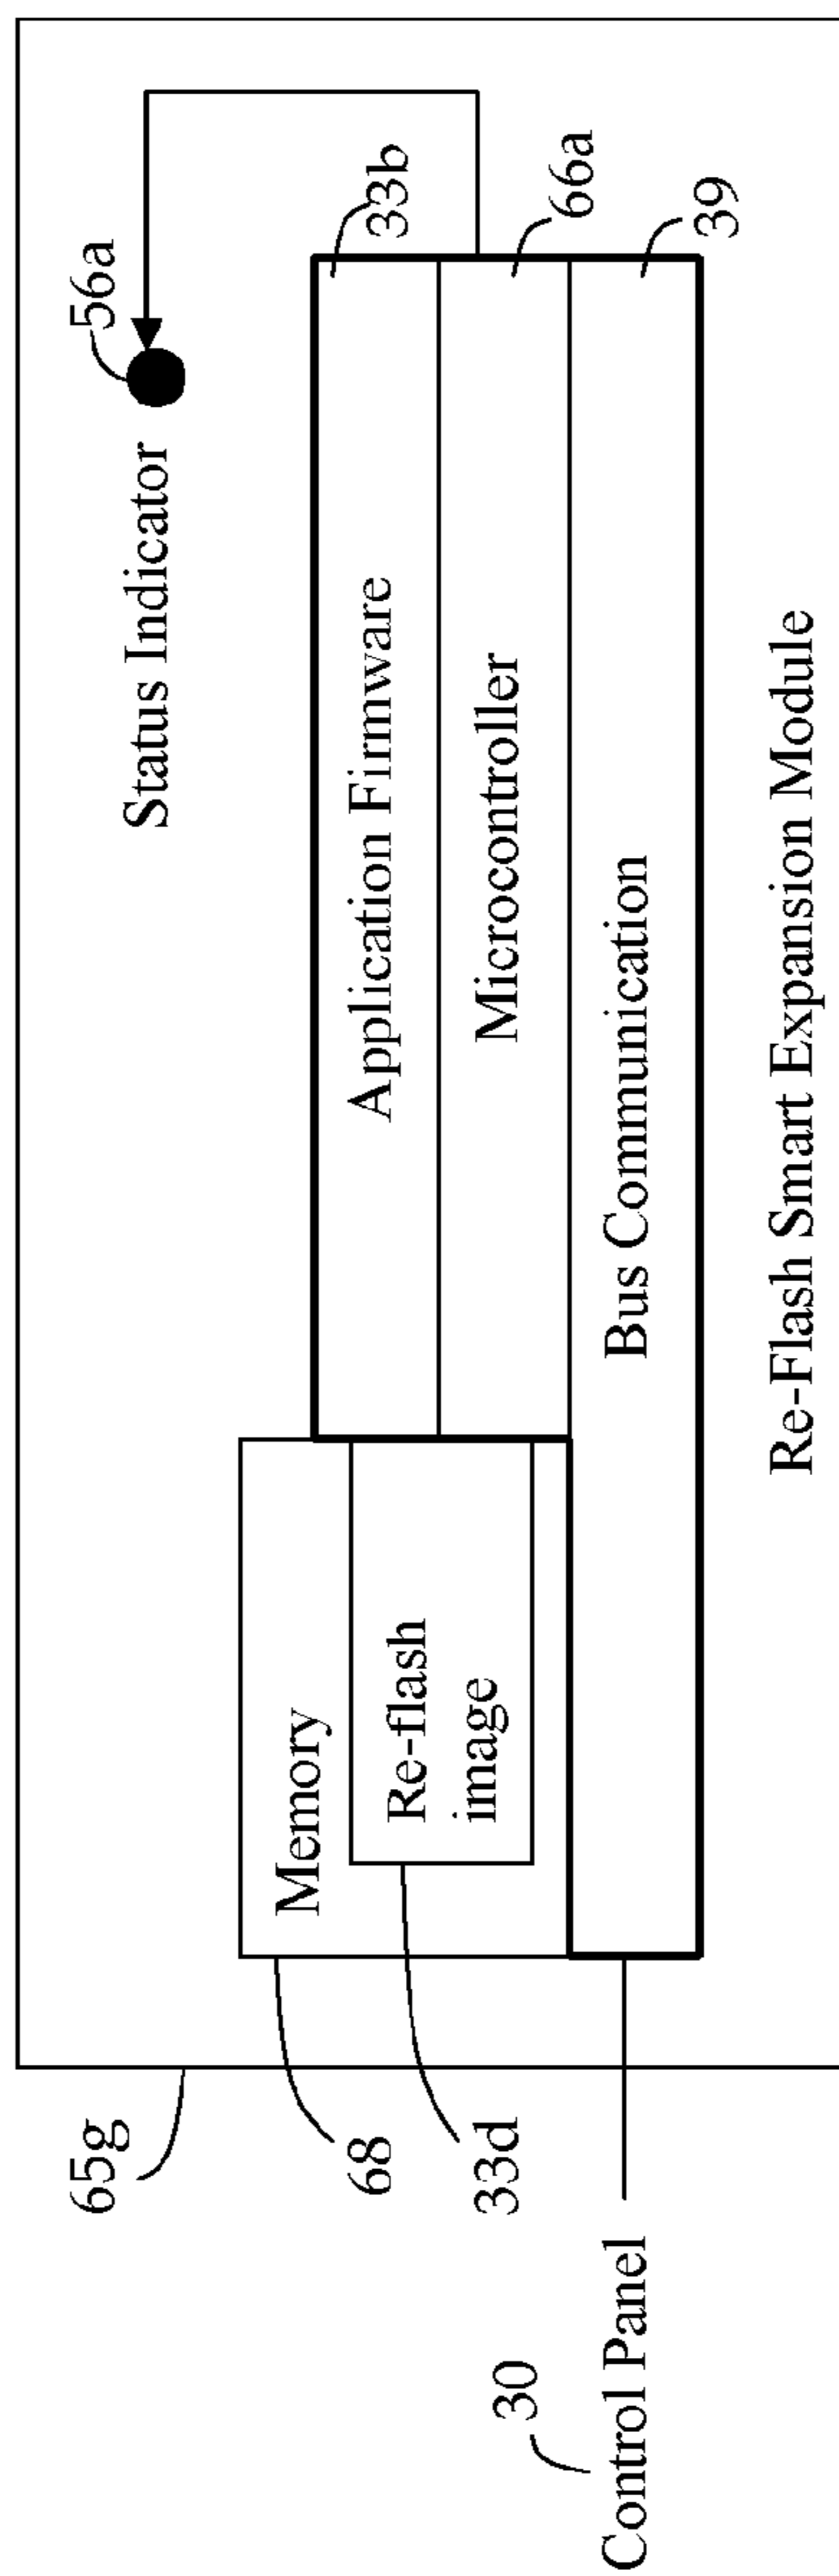 56a
Status Indicator
33b
Application Firmware
66a
Microcontroller
39
Bus Communication
Memory
Re-flash
image
65g
68
33d
30
Control Panel
Re-Flash Smart Expansion Module